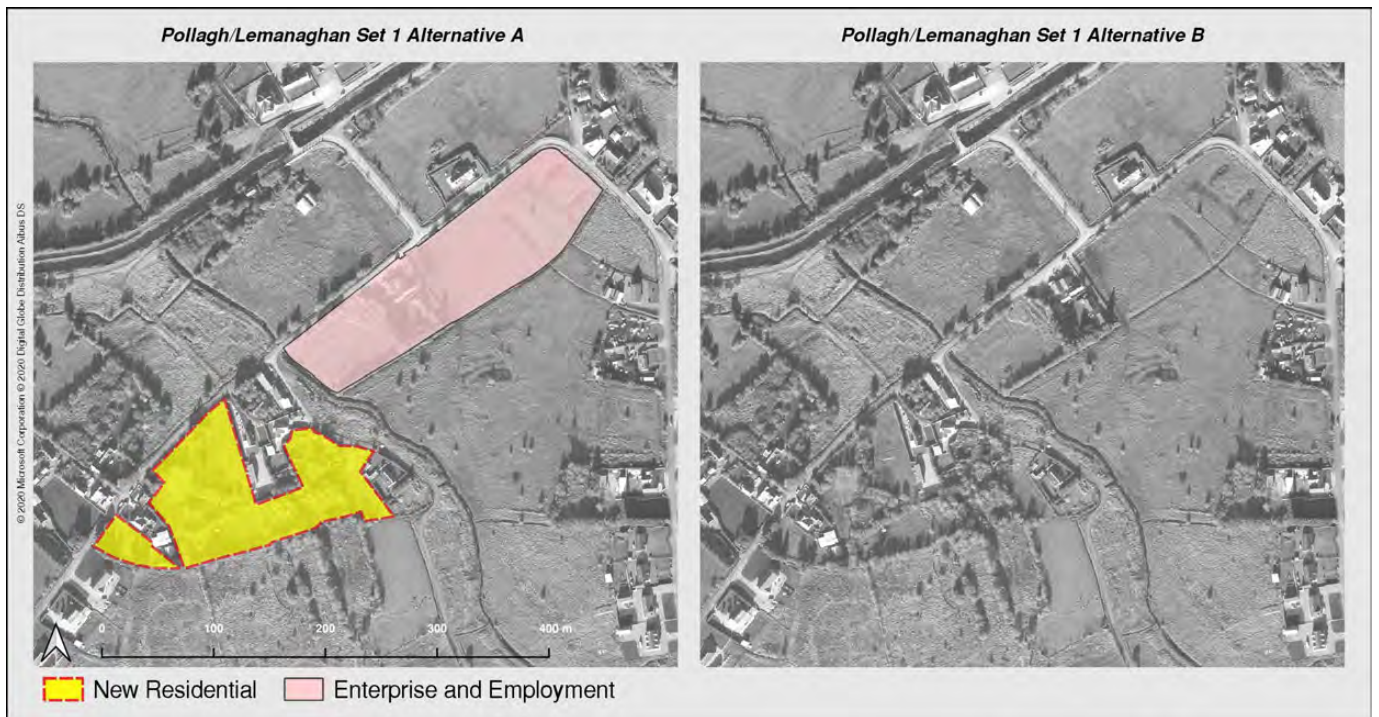 Pollagh/Lemanaghan Set 1 Alternative A
Pollagh/Lemanaghan Set 1 Alternative B
© 2020 Microsoft Corporation © 2020 Digital Globe Distribution Aibus DS
0 100 200 300 400 m
New Residential
Enterprise and Employment